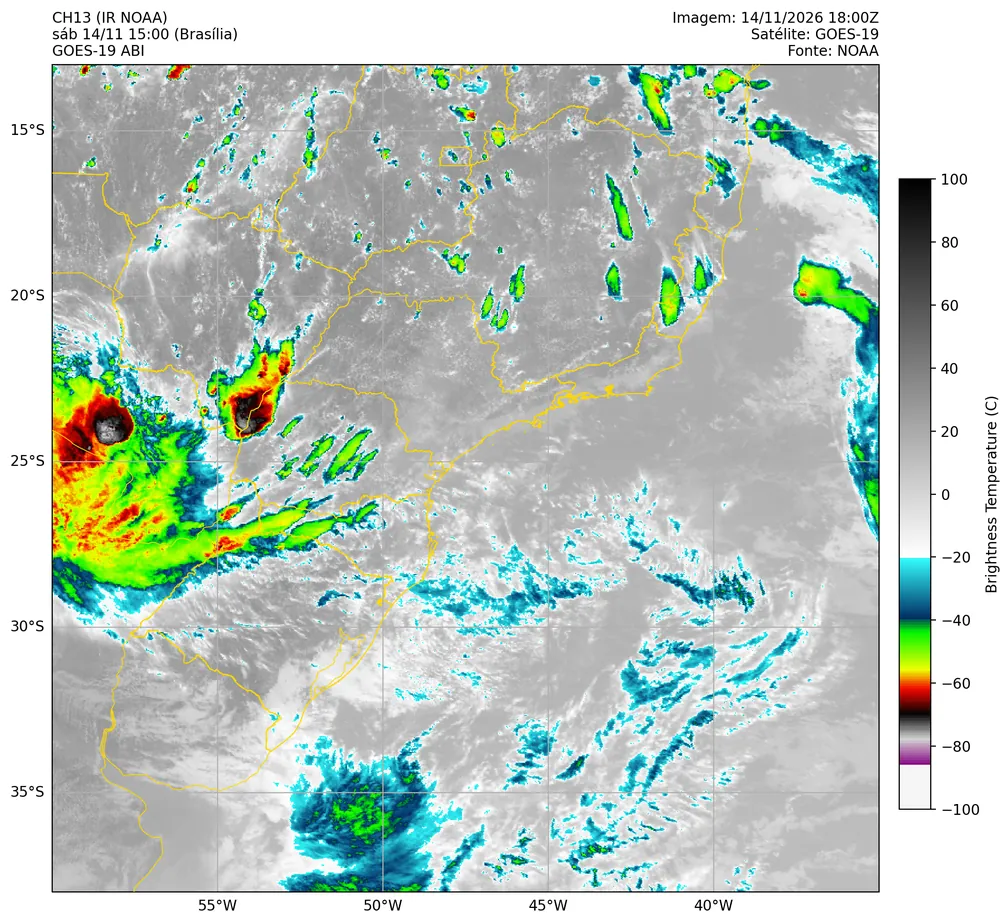 CH13 (IR NOAA)
sáb 14/11 15:00 (Brasília)
GOES-19 ABI
Imagem: 14/11/2026 18:00Z
Satélite: GOES-19
Fonte: NOAA
15°S
20°S
25°S
30°S
35°S
55°W
50°W
45°W
40°W
100
80
60
40
20
0
−20
−40
−60
−80
−100
Brightness Temperature (C)